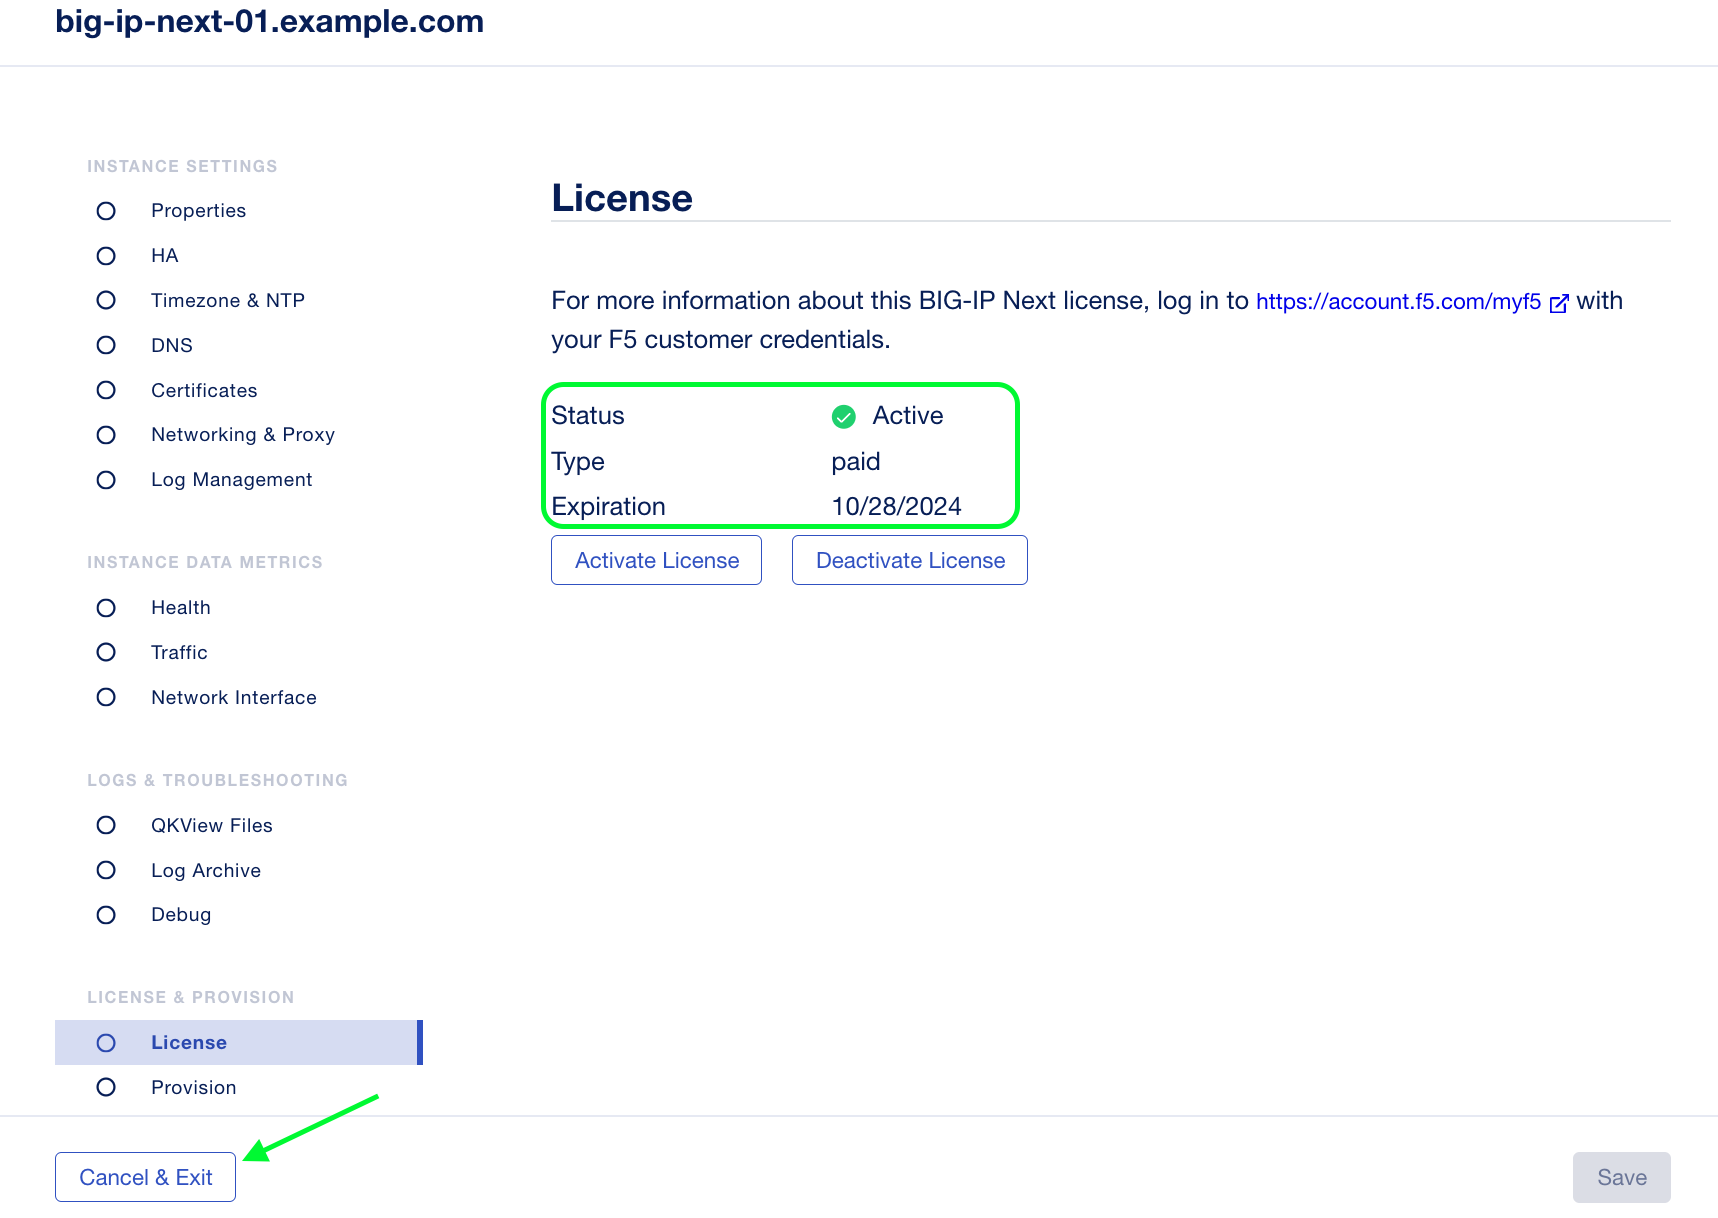 big-ip-next-01.example.com
INSTANCE SETTINGS
Properties
HA
Timezone & NTP
DNS
Certificates
Networking & Proxy
Log Management
INSTANCE DATA METRICS
Health
Traffic
Network Interface
LOGS & TROUBLESHOOTING
QKView Files
Log Archive
Debug
LICENSE & PROVISION
License
Provision
License
For more information about this BIG-IP Next license, log in to https://account.f5.com/myf5 with
your F5 customer credentials.
Status Active
Type paid
Expiration 10/28/2024
Activate License Deactivate License
Cancel & Exit Save